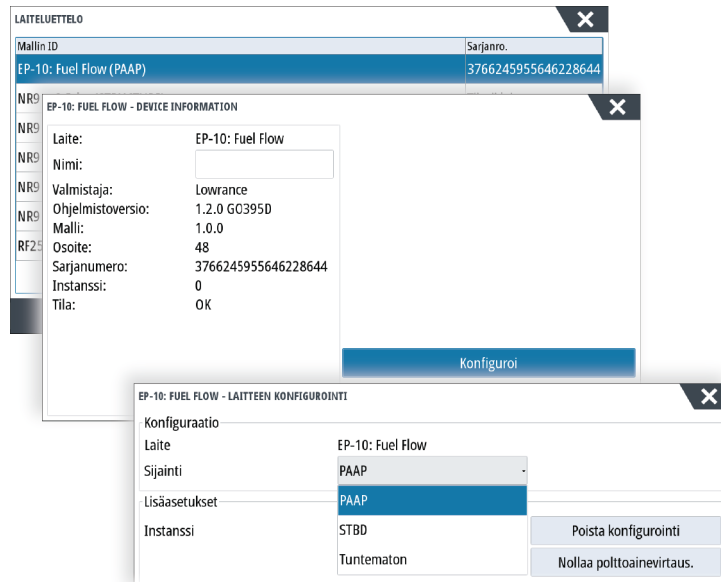 LAITELUETTELO
Mallin ID Sarjanro.
EP-10: Fuel Flow (PAAP) 3766245955646228644
NR9
NR9
NR9
NR9
NR9
RF25
EP-10: FUEL FLOW - DEVICE INFORMATION
Laite: EP-10: Fuel Flow
Nimi:
Valmistaja: Lowrance
Ohjelmistoversio: 1.2.0 GO395D
Malli: 1.0.0
Osoite: 48
Sarjanumero: 3766245955646228644
Instanssi: 0
Tila: OK
Konfiguroi
EP-10: FUEL FLOW - LAITTEEN KONFIGUROINTI
Konfiguraatio
Laite EP-10: Fuel Flow
Sijainti PAAP
Lisäasetukset PAAP
Instanssi STBD Poista konfigurointi
Tuntematon Nollaa polttoainevirtaus.